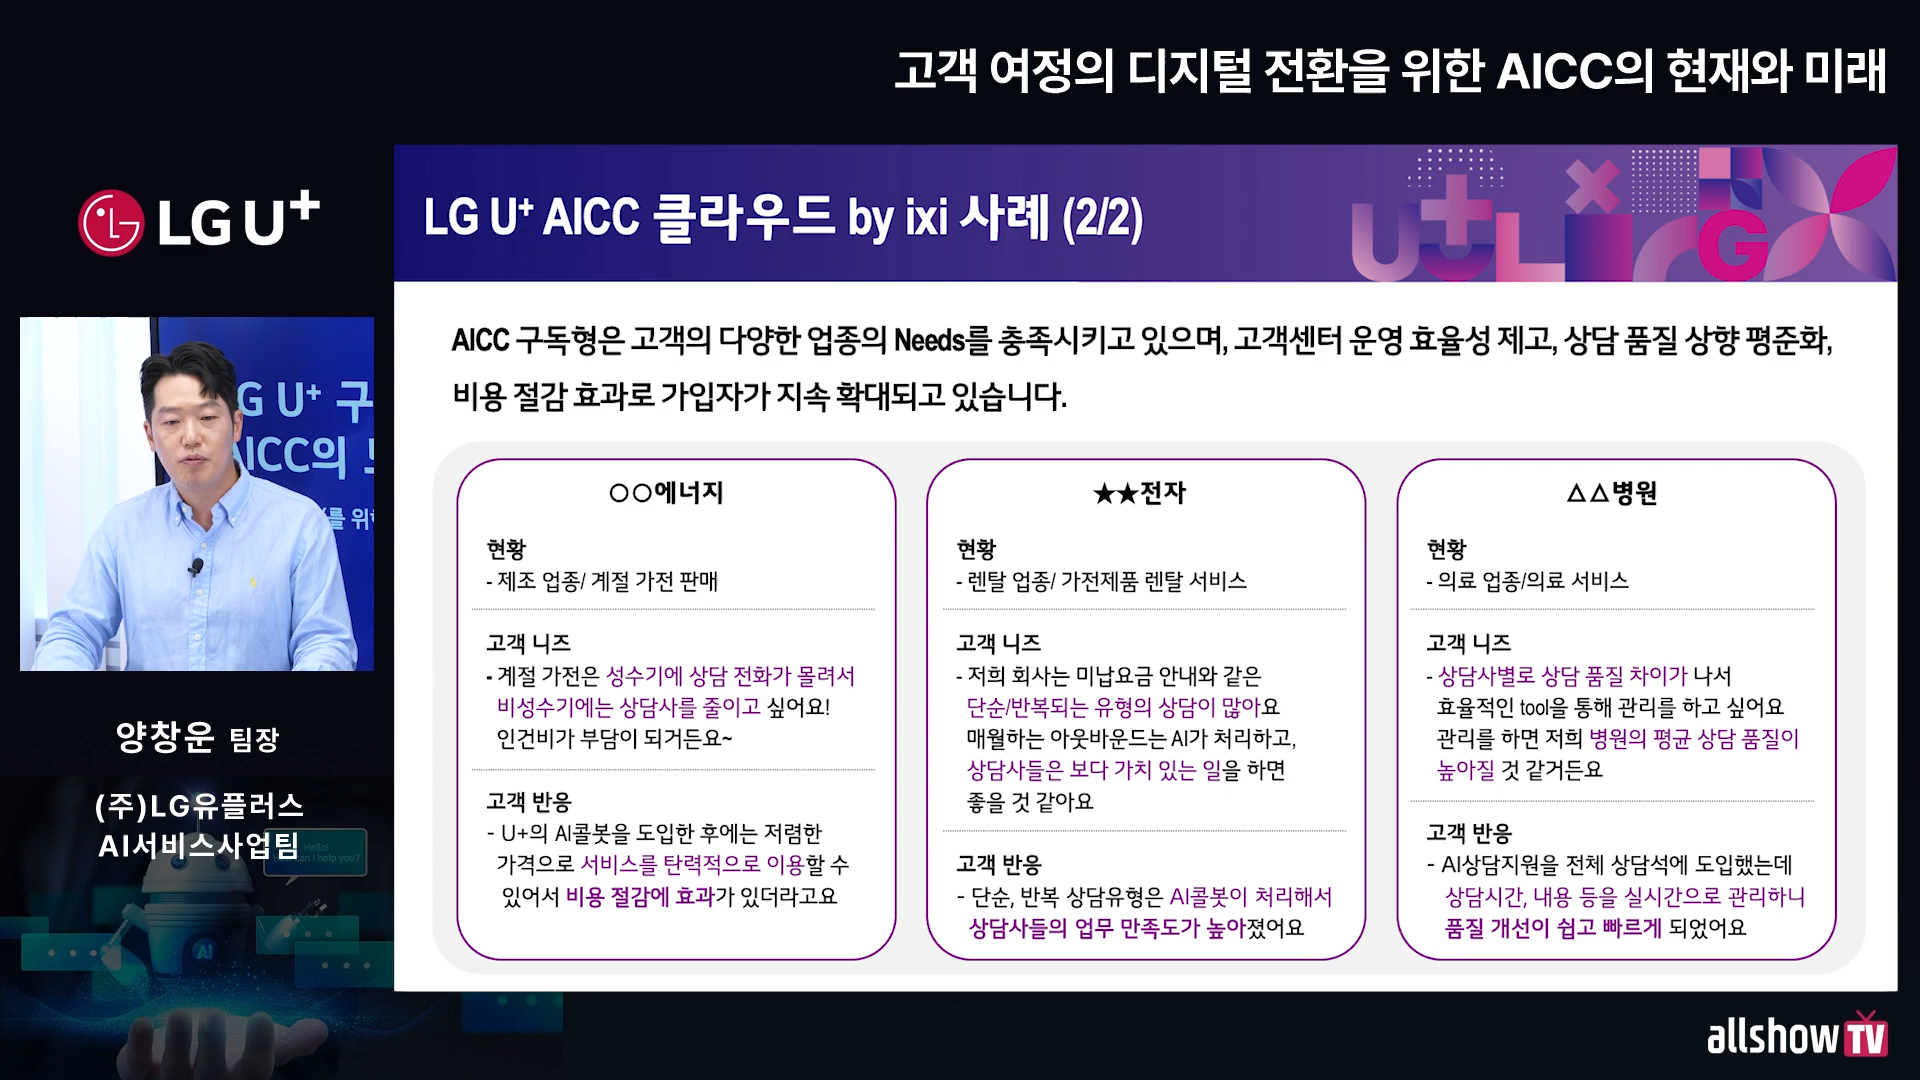 고객 여정의 디지털 전환을 위한 AICC의 현재와 미래
LG U+
LG U+ AICC 클라우드 by ixi 사례 (2/2)
AICC 구독형은 고객의 다양한 업종의 Needs를 충족시키고 있으며, 고객센터 운영 효율성 제고, 상담 품질 상향 평준화,
비용 절감 효과로 가입자가 지속 확대되고 있습니다.
○○에너지
현황
- 제조 업종/ 계절 가전 판매
고객 니즈
- 계절 가전은 성수기에 상담 전화가 몰려서
비성수기에는 상담사를 줄이고 싶어요!
인건비가 부담이 되거든요~
고객 반응
- U+의 AI콜봇을 도입한 후에는 저렴한
가격으로 서비스를 탄력적으로 이용할 수
있어서 비용 절감에 효과가 있더라고요
★★전자
현황
- 렌탈 업종/ 가전제품 렌탈 서비스
고객 니즈
- 저희 회사는 미납요금 안내와 같은
단순/반복되는 유형의 상담이 많아요
매월하는 아웃바운드는 AI가 처리하고,
상담사들은 보다 가치 있는 일을 하면
좋을 것 같아요
고객 반응
- 단순, 반복 상담유형은 AI콜봇이 처리해서
상담사들의 업무 만족도가 높아졌어요
△△병원
현황
- 의료 업종/의료 서비스
고객 니즈
- 상담사별로 상담 품질 차이가 나서
효율적인 tool을 통해 관리를 하고 싶어요
관리를 하면 저희 병원의 평균 상담 품질이
높아질 것 같거든요
고객 반응
- AI상담지원을 전체 상담석에 도입했는데
상담시간, 내용 등을 실시간으로 관리하니
품질 개선이 쉽고 빠르게 되었어요
G U+ 구
AICC의
를 위
양창운 팀장
(주)LG유플러스
AI서비스사업팀
Hello!
can I help you?
AI
allshow TV